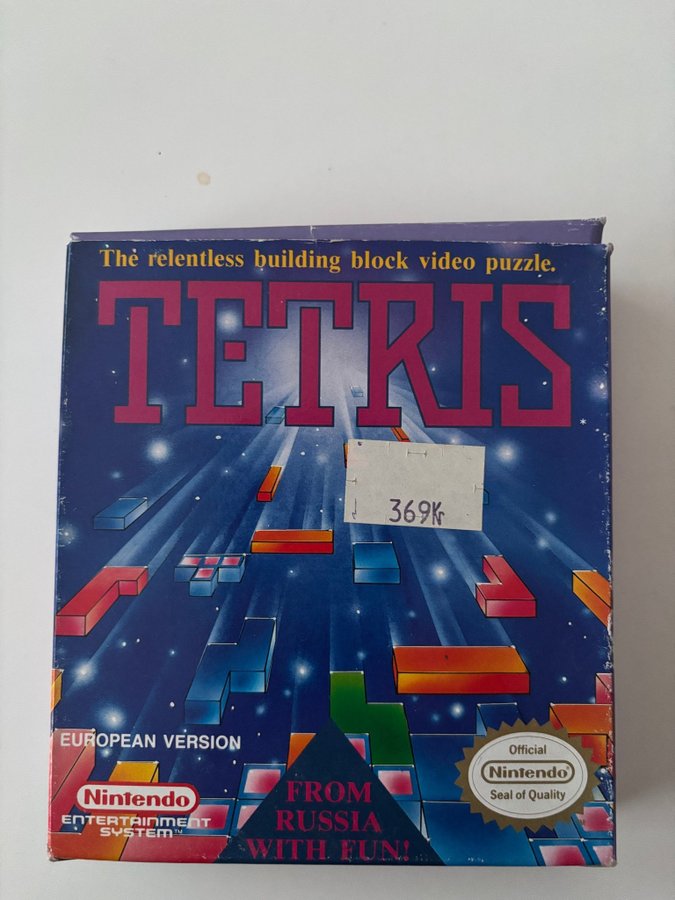 The relentless building block video puzzle.
TETRIS
*
369Kr
EUROPEAN VERSION
Nintendo
ENTERTAINMENT
SYSTEM™
FROM
RUSSIA
WITH FUN!
Official
Nintendo
Seal of Quality